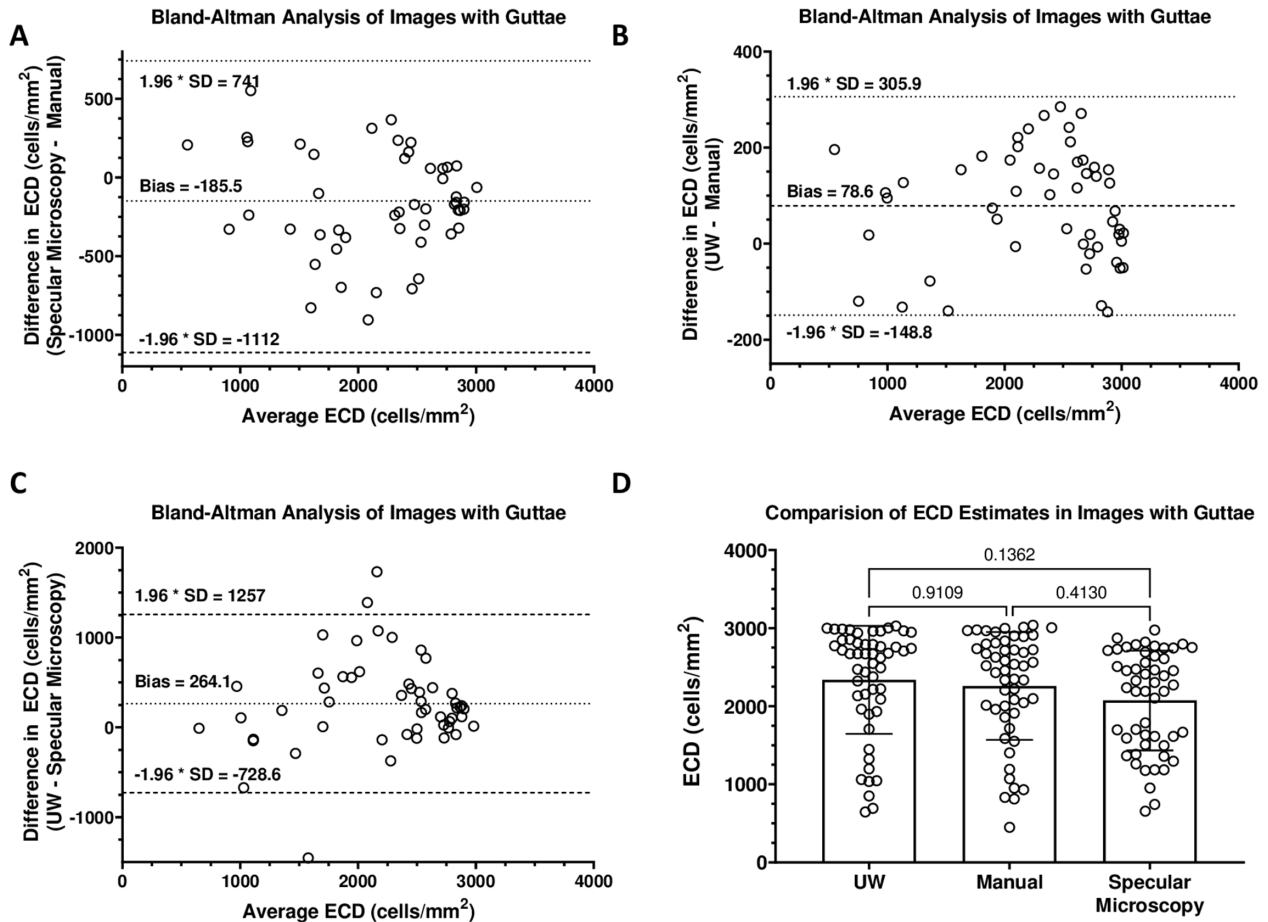 A
Bland-Altman Analysis of Images with Guttae
Difference in ECD (cells/mm²)
(Specular Microscopy - Manual)
500
0
-500
-1000
1.96 * SD = 741
Bias = -185.5
-1.96 * SD = -1112
0 1000 2000 3000 4000
Average ECD (cells/mm²)
B
Bland-Altman Analysis of Images with Guttae
Difference in ECD (cells/mm²)
(UW - Manual)
400
200
0
-200
1.96 * SD = 305.9
Bias = 78.6
-1.96 * SD = -148.8
0 1000 2000 3000 4000
Average ECD (cells/mm²)
C
Bland-Altman Analysis of Images with Guttae
Difference in ECD (cells/mm²)
(UW - Specular Microscopy)
2000
1000
0
-1000
1.96 * SD = 1257
Bias = 264.1
-1.96 * SD = -728.6
0 1000 2000 3000 4000
Average ECD (cells/mm²)
D
Comparision of ECD Estimates in Images with Guttae
ECD (cells/mm²)
4000
3000
2000
1000
0
0.1362
0.9109 0.4130
UW Manual Specular
Microscopy